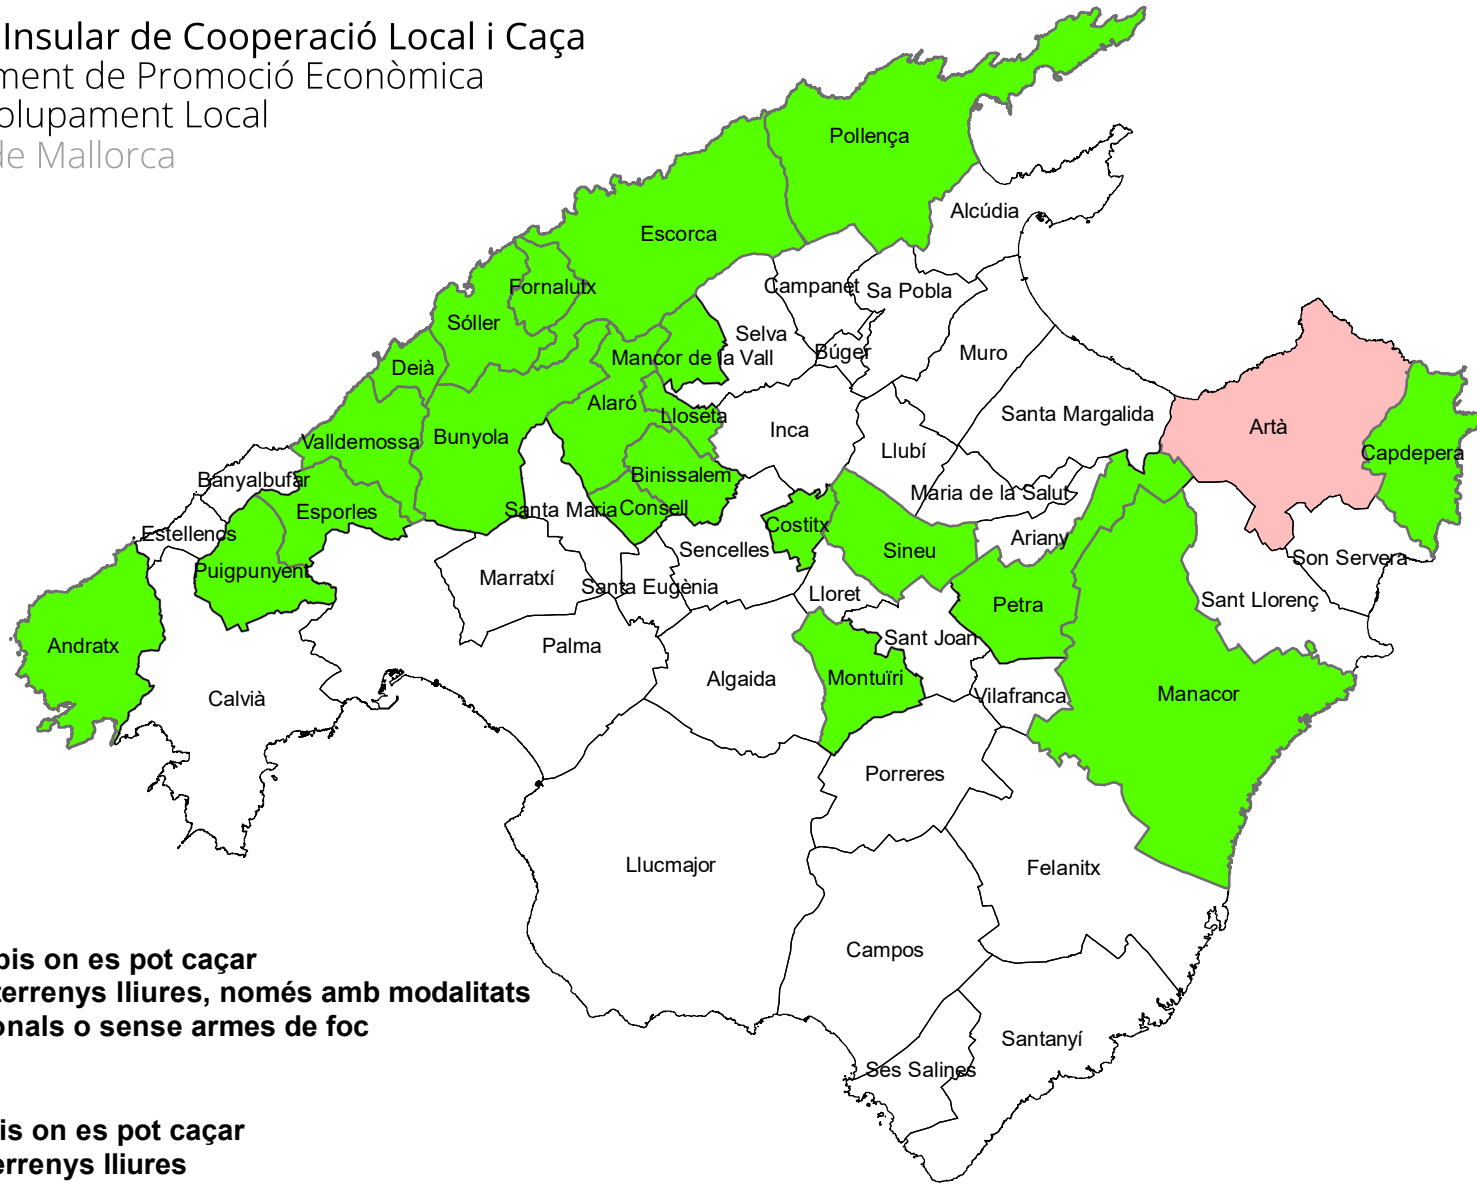 Insular de Cooperació Local i Caça
ment de Promoció Econòmica
olupament Local
de Mallorca
Pollença
Alcúdia
Escorca
Fornalutx
Campanet
Sa Pobla
Sóller
Selva
Búger
Muro
Mancor de la Vall
Deià
Alaró
Lloseta
Santa Margalida
Artà
Inca
Valldemossa
Bunyola
Llubí
Capdepera
Banyalbufar
Binissalem
Maria de la Salut
Esporles
Santa Maria
Consell
Costitx
Estellencs
Ariany
Sencelles
Sineu
Son Servera
Puigpunyent
Marratxí
Santa Eugènia
Lloret
Petra
Sant Llorenç
Andratx
Palma
Sant Joan
Algaida
Montuïri
Calvià
Vilafranca
Manacor
Porreres
Llucmajor
Felanitx
Campos
Santanyí
Ses Salines
pis on es pot caçar
terrenys lliures, només amb modalitats
onals o sense armes de foc
is on es pot caçar
errenys lliures